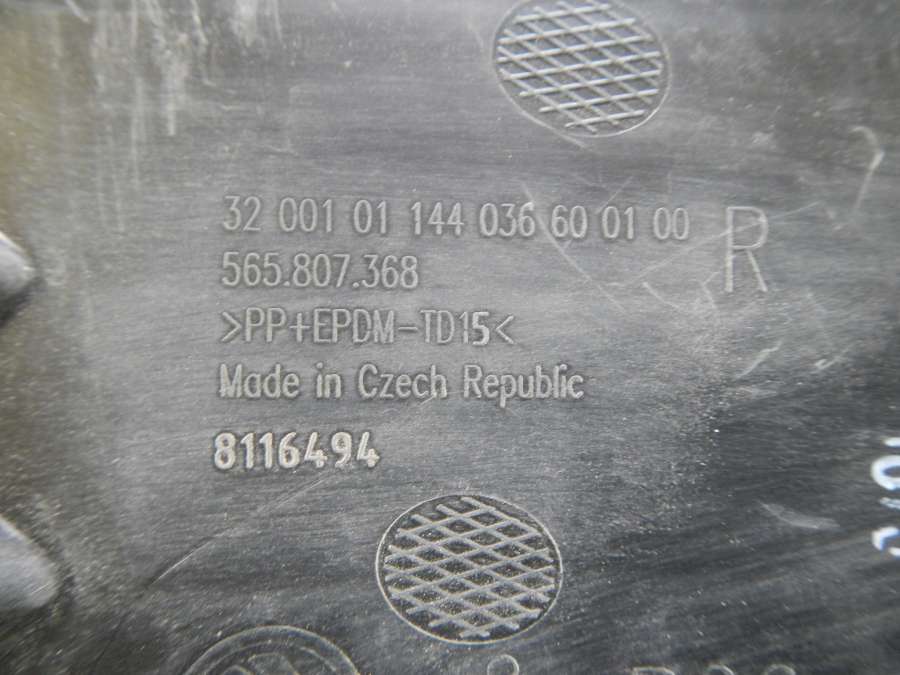 32 001 01 144 036 60 01 00 R
565.807.368
>PP+EPDM-TD15<
Made in Czech Republic
8116494